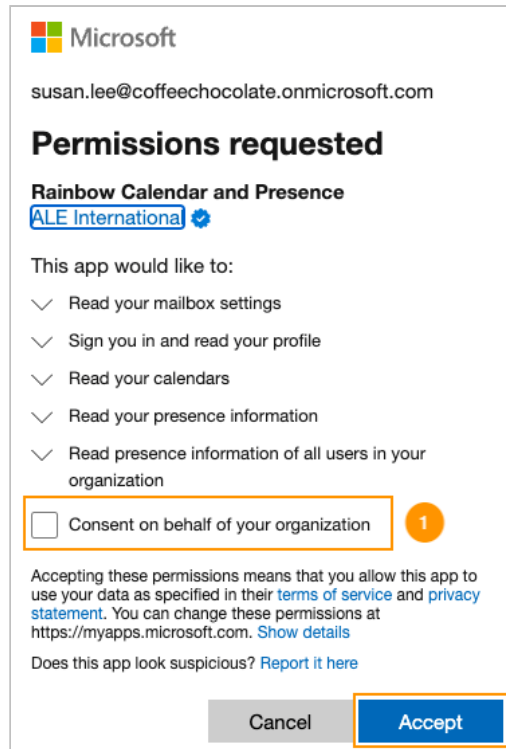 Microsoft
susan.lee@coffeechocolate.onmicrosoft.com
Permissions requested
Rainbow Calendar and Presence
ALE International
This app would like to:
Read your mailbox settings
Sign you in and read your profile
Read your calendars
Read your presence information
Read presence information of all users in your
organization
Consent on behalf of your organization
1
Accepting these permissions means that you allow this app to
use your data as specified in their terms of service and privacy
statement. You can change these permissions at
https://myapps.microsoft.com. Show details
Does this app look suspicious? Report it here
Cancel Accept